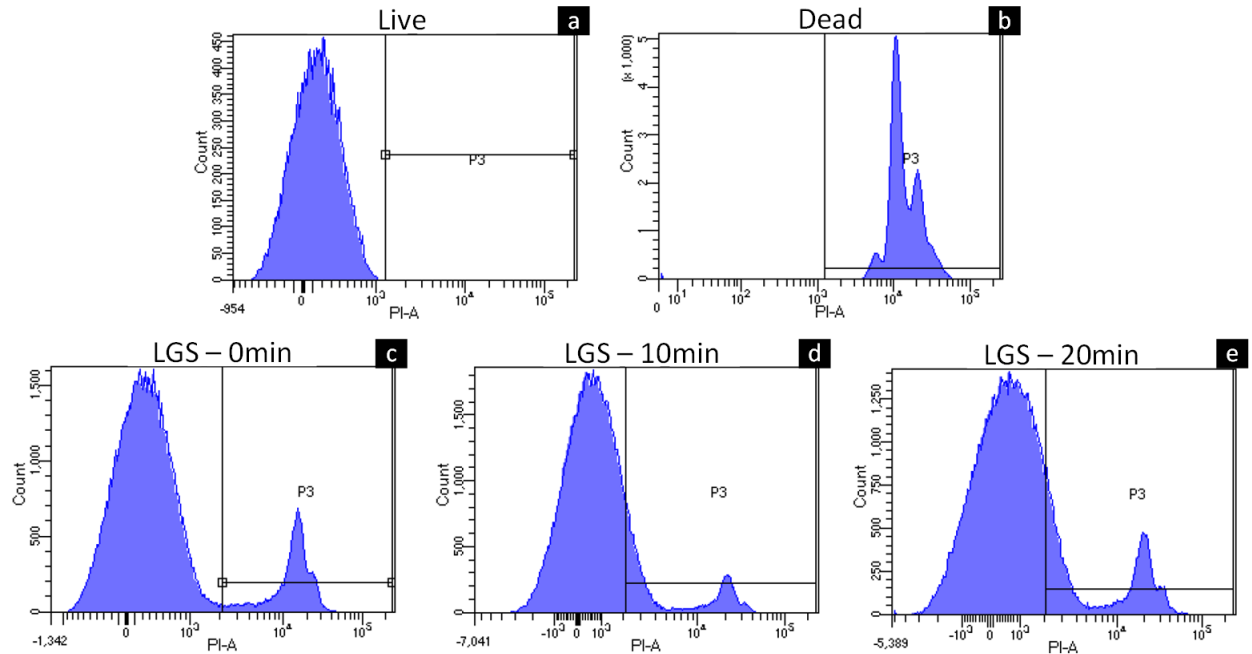 Live
a
450
400
350
300
250
200
150
100
50
0
Count
P3
-954
0
10³
10⁴
10⁵
PI-A
Dead
b
(x 1,000)
5
4
3
2
1
0
Count
P3
0
10¹
10²
10³
10⁴
10⁵
PI-A
LGS – 0min
c
1,500
1,000
500
0
Count
P3
-1,342
0
10³
10⁴
10⁵
PI-A
LGS – 10min
d
1,500
1,000
500
0
Count
P3
-7,041
-10³
0
10³
10⁴
10⁵
PI-A
LGS – 20min
e
1,250
1,000
750
500
250
0
Count
P3
-5,389
-10³
0
10³
10⁴
10⁵
PI-A